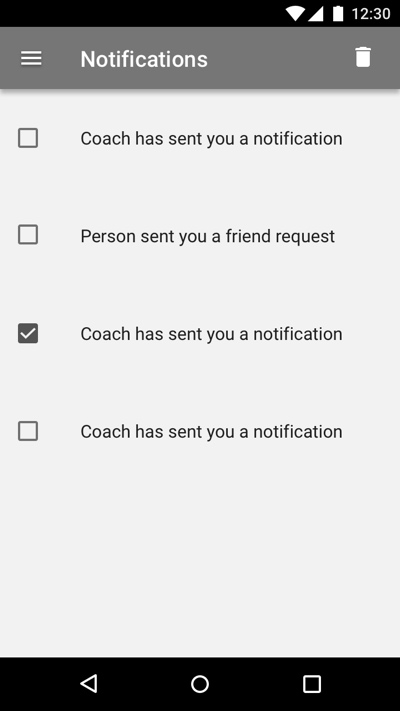 12:30
Notifications
Coach has sent you a notification
Person sent you a friend request
Coach has sent you a notification
Coach has sent you a notification